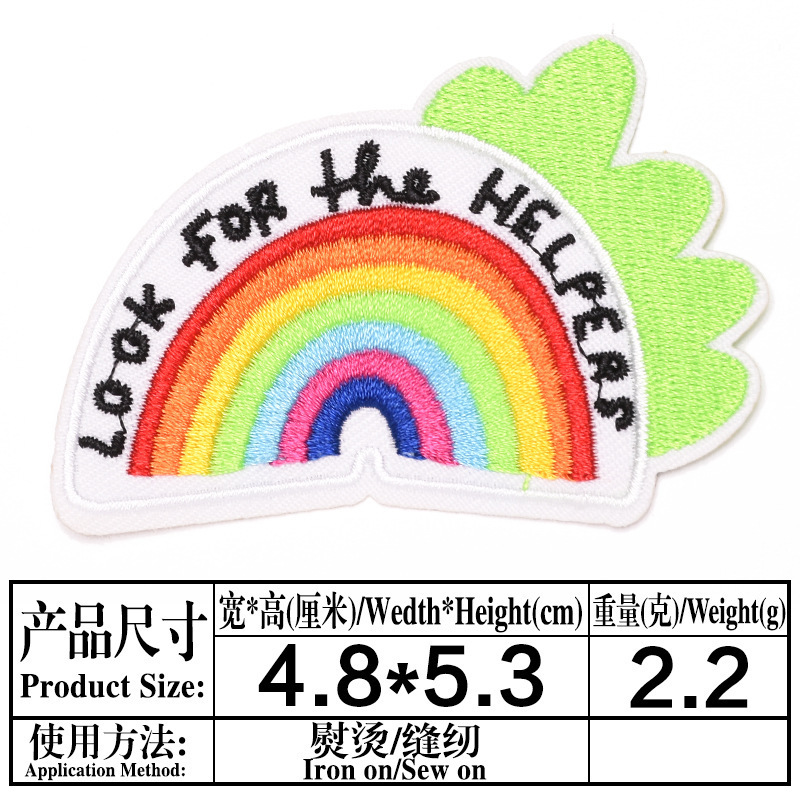 LOOK FOR the HELPERS
产品尺寸
Product Size:
宽*高(厘米)/Wedth*Height(cm)
重量(克)/Weight(g)
4.8*5.3
2.2
使用方法:
Application Method:
熨烫/缝纫
Iron on/Sew on